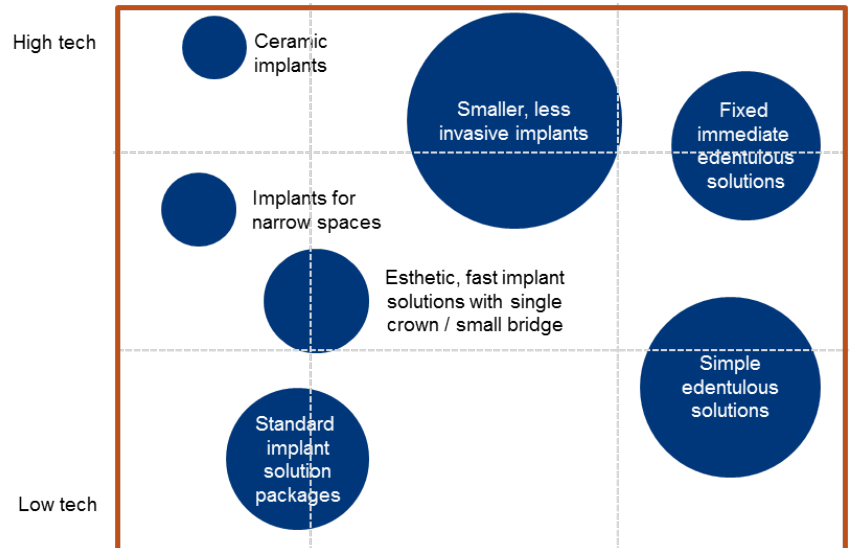 High tech
Ceramic
implants
Smaller, less
invasive implants
Fixed
immediate
edentulous
solutions
Implants for
narrow spaces
Esthetic, fast implant
solutions with single
crown / small bridge
Simple
edentulous
solutions
Standard
implant
solution
packages
Low tech